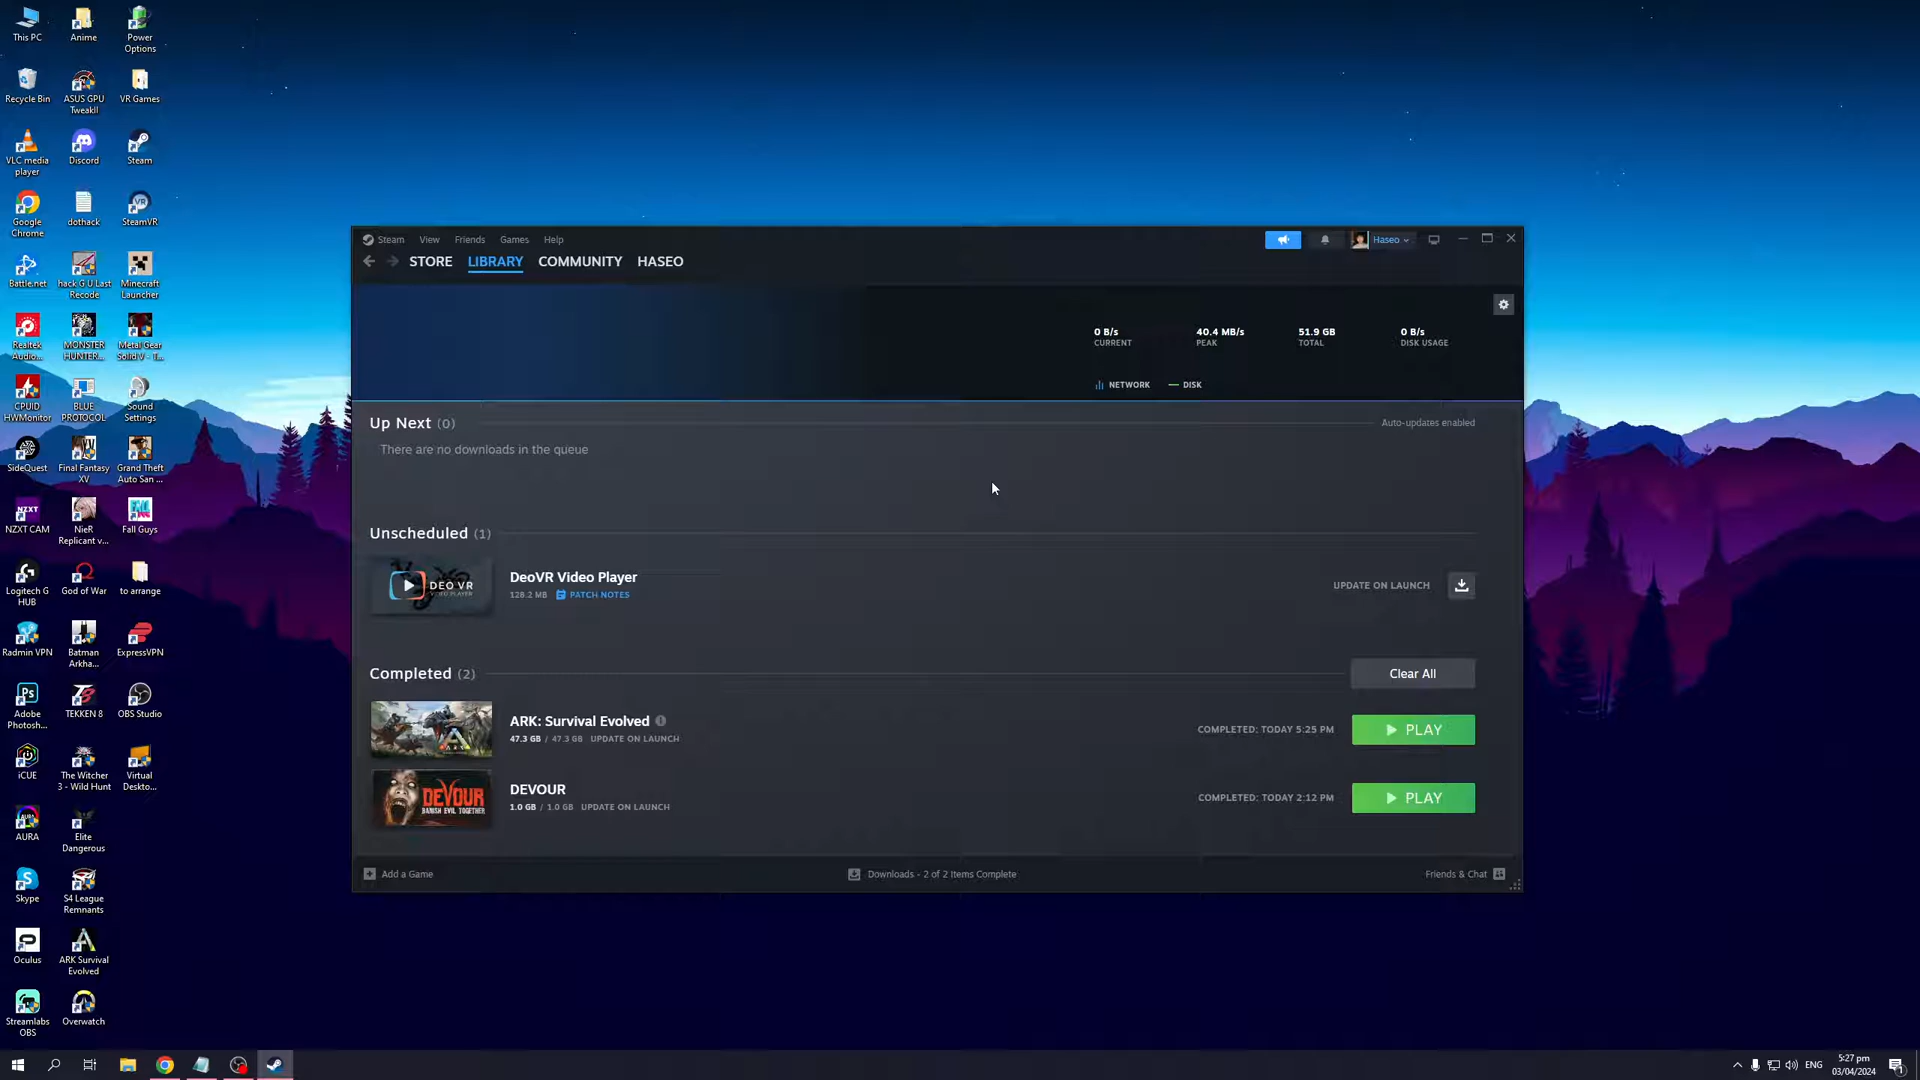 This PC
Anime
Power
Options
Recycle Bin
ASUS GPU
TweakII
VR Games
VLC media
player
Discord
Steam
Google
Chrome
dothack
SteamVR
Battle.net
hack G U Last
Recode
Minecraft
Launcher
Realtek
Audio...
MONSTER
HUNTER...
Metal Gear
Solid V - T...
CPUID
HWMonitor
BLUE
PROTOCOL
Sound
Settings
SideQuest
Final Fantasy
XV
Grand Theft
Auto San ...
NZXT CAM
NieR
Replicant v...
Fall Guys
Logitech G
HUB
God of War
to arrange
Radmin VPN
Batman
Arkha...
ExpressVPN
Adobe
Photosh...
TEKKEN 8
OBS Studio
iCUE
The Witcher
3 - Wild Hunt
Virtual
Deskto...
AURA
Elite
Dangerous
Skype
S4 League
Remnants
Oculus
ARK Survival
Evolved
Streamlabs
OBS
Overwatch
Steam View Friends Games Help
Haseo
STORE LIBRARY COMMUNITY HASEO
0 B/s 40.4 MB/s 51.9 GB 0 B/s
CURRENT PEAK TOTAL DISK USAGE
NETWORK DISK
Up Next (0) Auto-updates enabled
There are no downloads in the queue
Unscheduled (1)
DEO VR
VIDEO PLAYER
DeoVR Video Player
128.2 MB PATCH NOTES
UPDATE ON LAUNCH
Completed (2) Clear All
ARK
ARK: Survival Evolved
47.3 GB / 47.3 GB UPDATE ON LAUNCH
COMPLETED: TODAY 5:25 PM PLAY
DEVOUR
BANISH EVIL TOGETHER
DEVOUR
1.0 GB / 1.0 GB UPDATE ON LAUNCH
COMPLETED: TODAY 2:12 PM PLAY
Add a Game Downloads - 2 of 2 Items Complete Friends & Chat
ENG
5:27 pm
03/04/2024